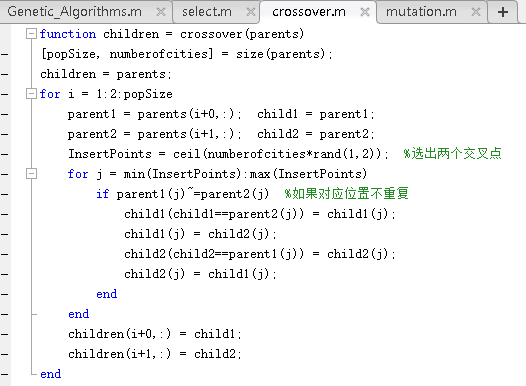 Genetic_Algorithms.m × select.m × crossover.m × mutation.m × +
function children = crossover(parents)
[popSize, numberofcities] = size(parents);
children = parents;
for i = 1:2:popSize
parent1 = parents(i+0,:); child1 = parent1;
parent2 = parents(i+1,:); child2 = parent2;
InsertPoints = ceil(numberofcities*rand(1,2)); %选出两个交叉点
for j = min(InsertPoints):max(InsertPoints)
if parent1(j)~=parent2(j) %如果对应位置不重复
child1(child1==parent2(j)) = child1(j);
child1(j) = child2(j);
child2(child2==parent1(j)) = child2(j);
child2(j) = child1(j);
end
end
children(i+0,:) = child1;
children(i+1,:) = child2;
end